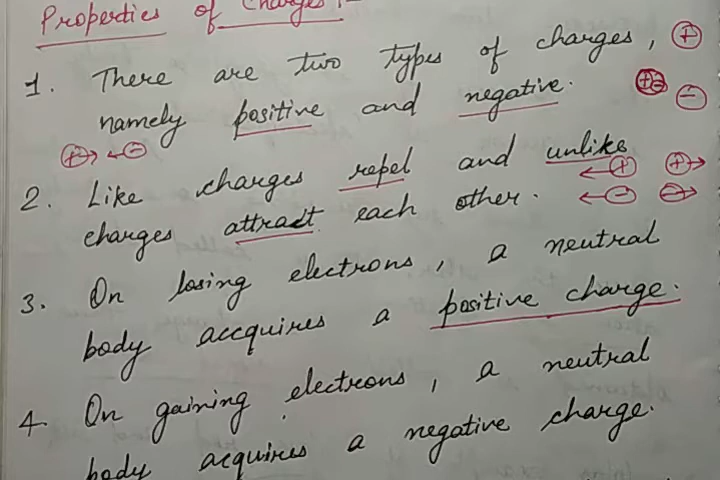 Properties of Charges :-
1. There are two types of charges, +
namely positive and negative. + - -
+ → ← -
2. Like charges repel and unlike ← + + →
charges attract each other. ← - - →
3. On losing electrons, a neutral
body accquires a positive charge.
4. On gaining electrons, a neutral
body acquires a negative charge.